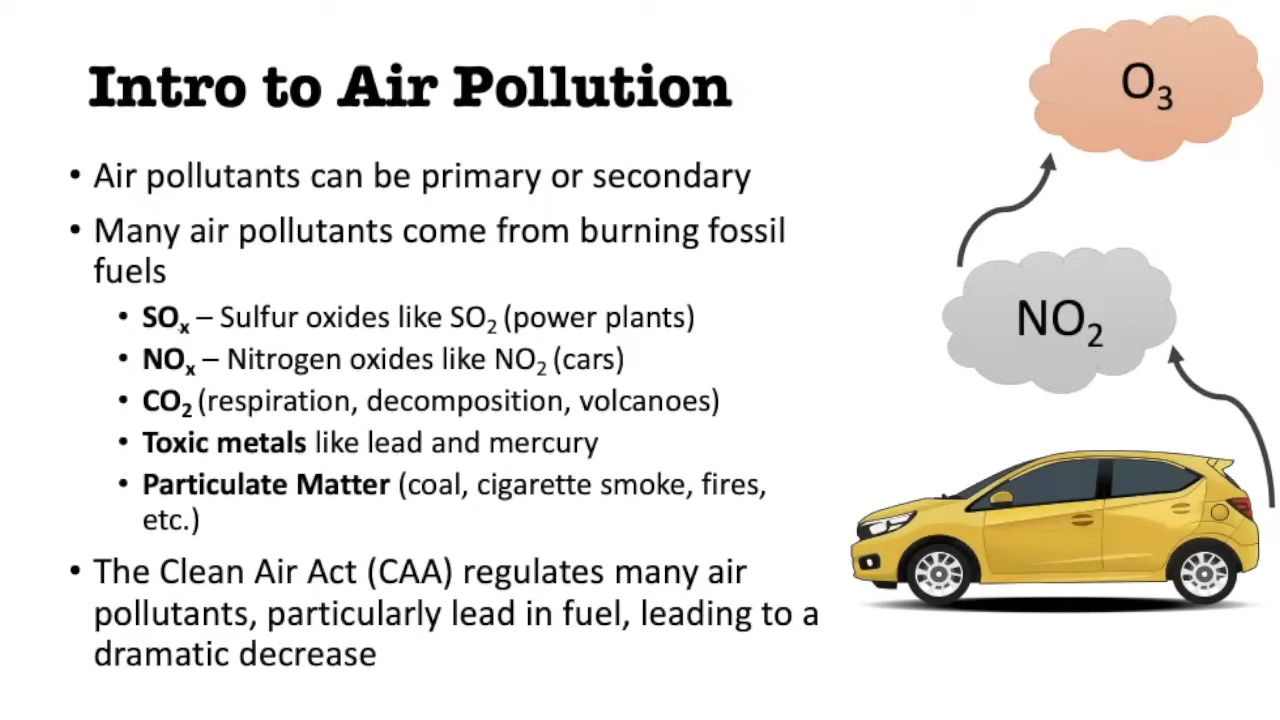 Intro to Air Pollution
• Air pollutants can be primary or secondary
• Many air pollutants come from burning fossil
fuels
• SOₓ – Sulfur oxides like SO₂ (power plants)
• NOₓ – Nitrogen oxides like NO₂ (cars)
• CO₂ (respiration, decomposition, volcanoes)
• Toxic metals like lead and mercury
• Particulate Matter (coal, cigarette smoke, fires,
etc.)
• The Clean Air Act (CAA) regulates many air
pollutants, particularly lead in fuel, leading to a
dramatic decrease
O₃
NO₂